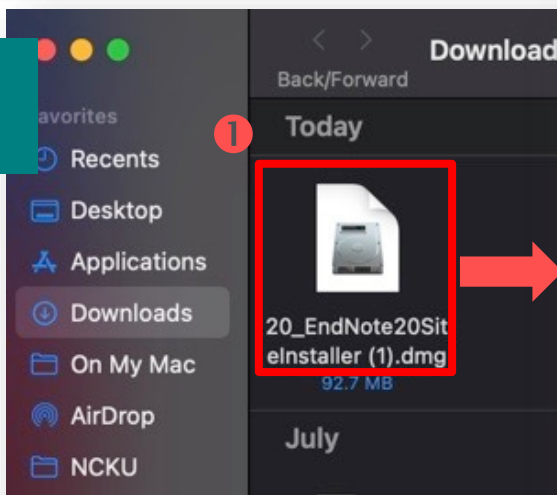 Back/Forward
Download
avorites
Recents
Desktop
Applications
Downloads
On My Mac
AirDrop
NCKU
1
Today
20_EndNote20Sit
eInstaller (1).dmg
92.7 MB
July